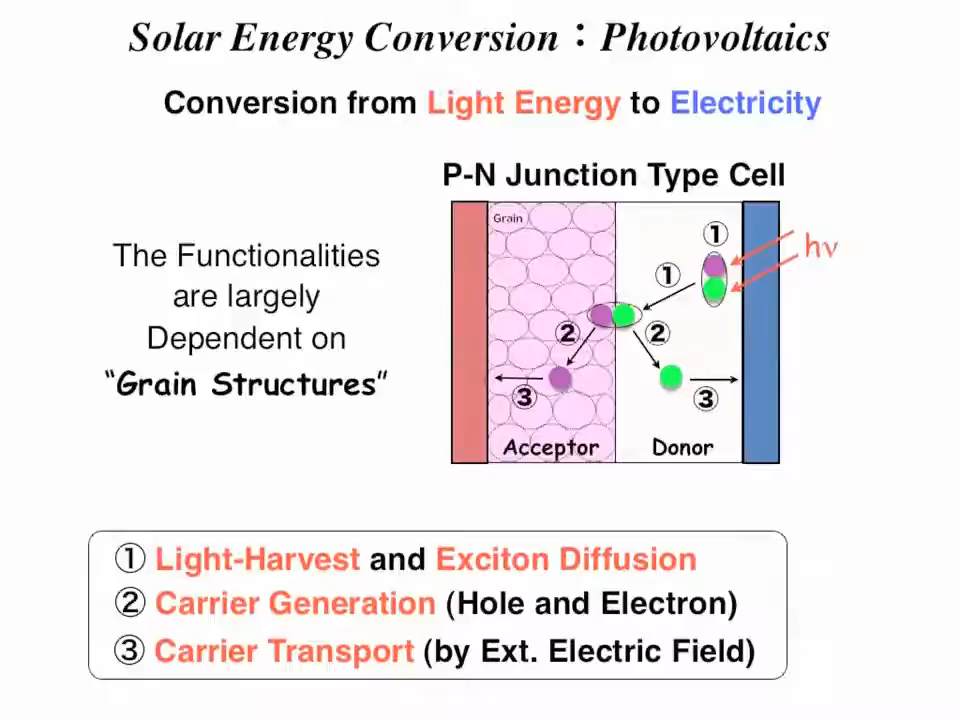 Solar Energy Conversion：Photovoltaics
Conversion from Light Energy to Electricity
P-N Junction Type Cell
The Functionalities
are largely
Dependent on
“Grain Structures”
Grain
①
hν
①
②
②
③
③
Acceptor
Donor
① Light-Harvest and Exciton Diffusion
② Carrier Generation (Hole and Electron)
③ Carrier Transport (by Ext. Electric Field)